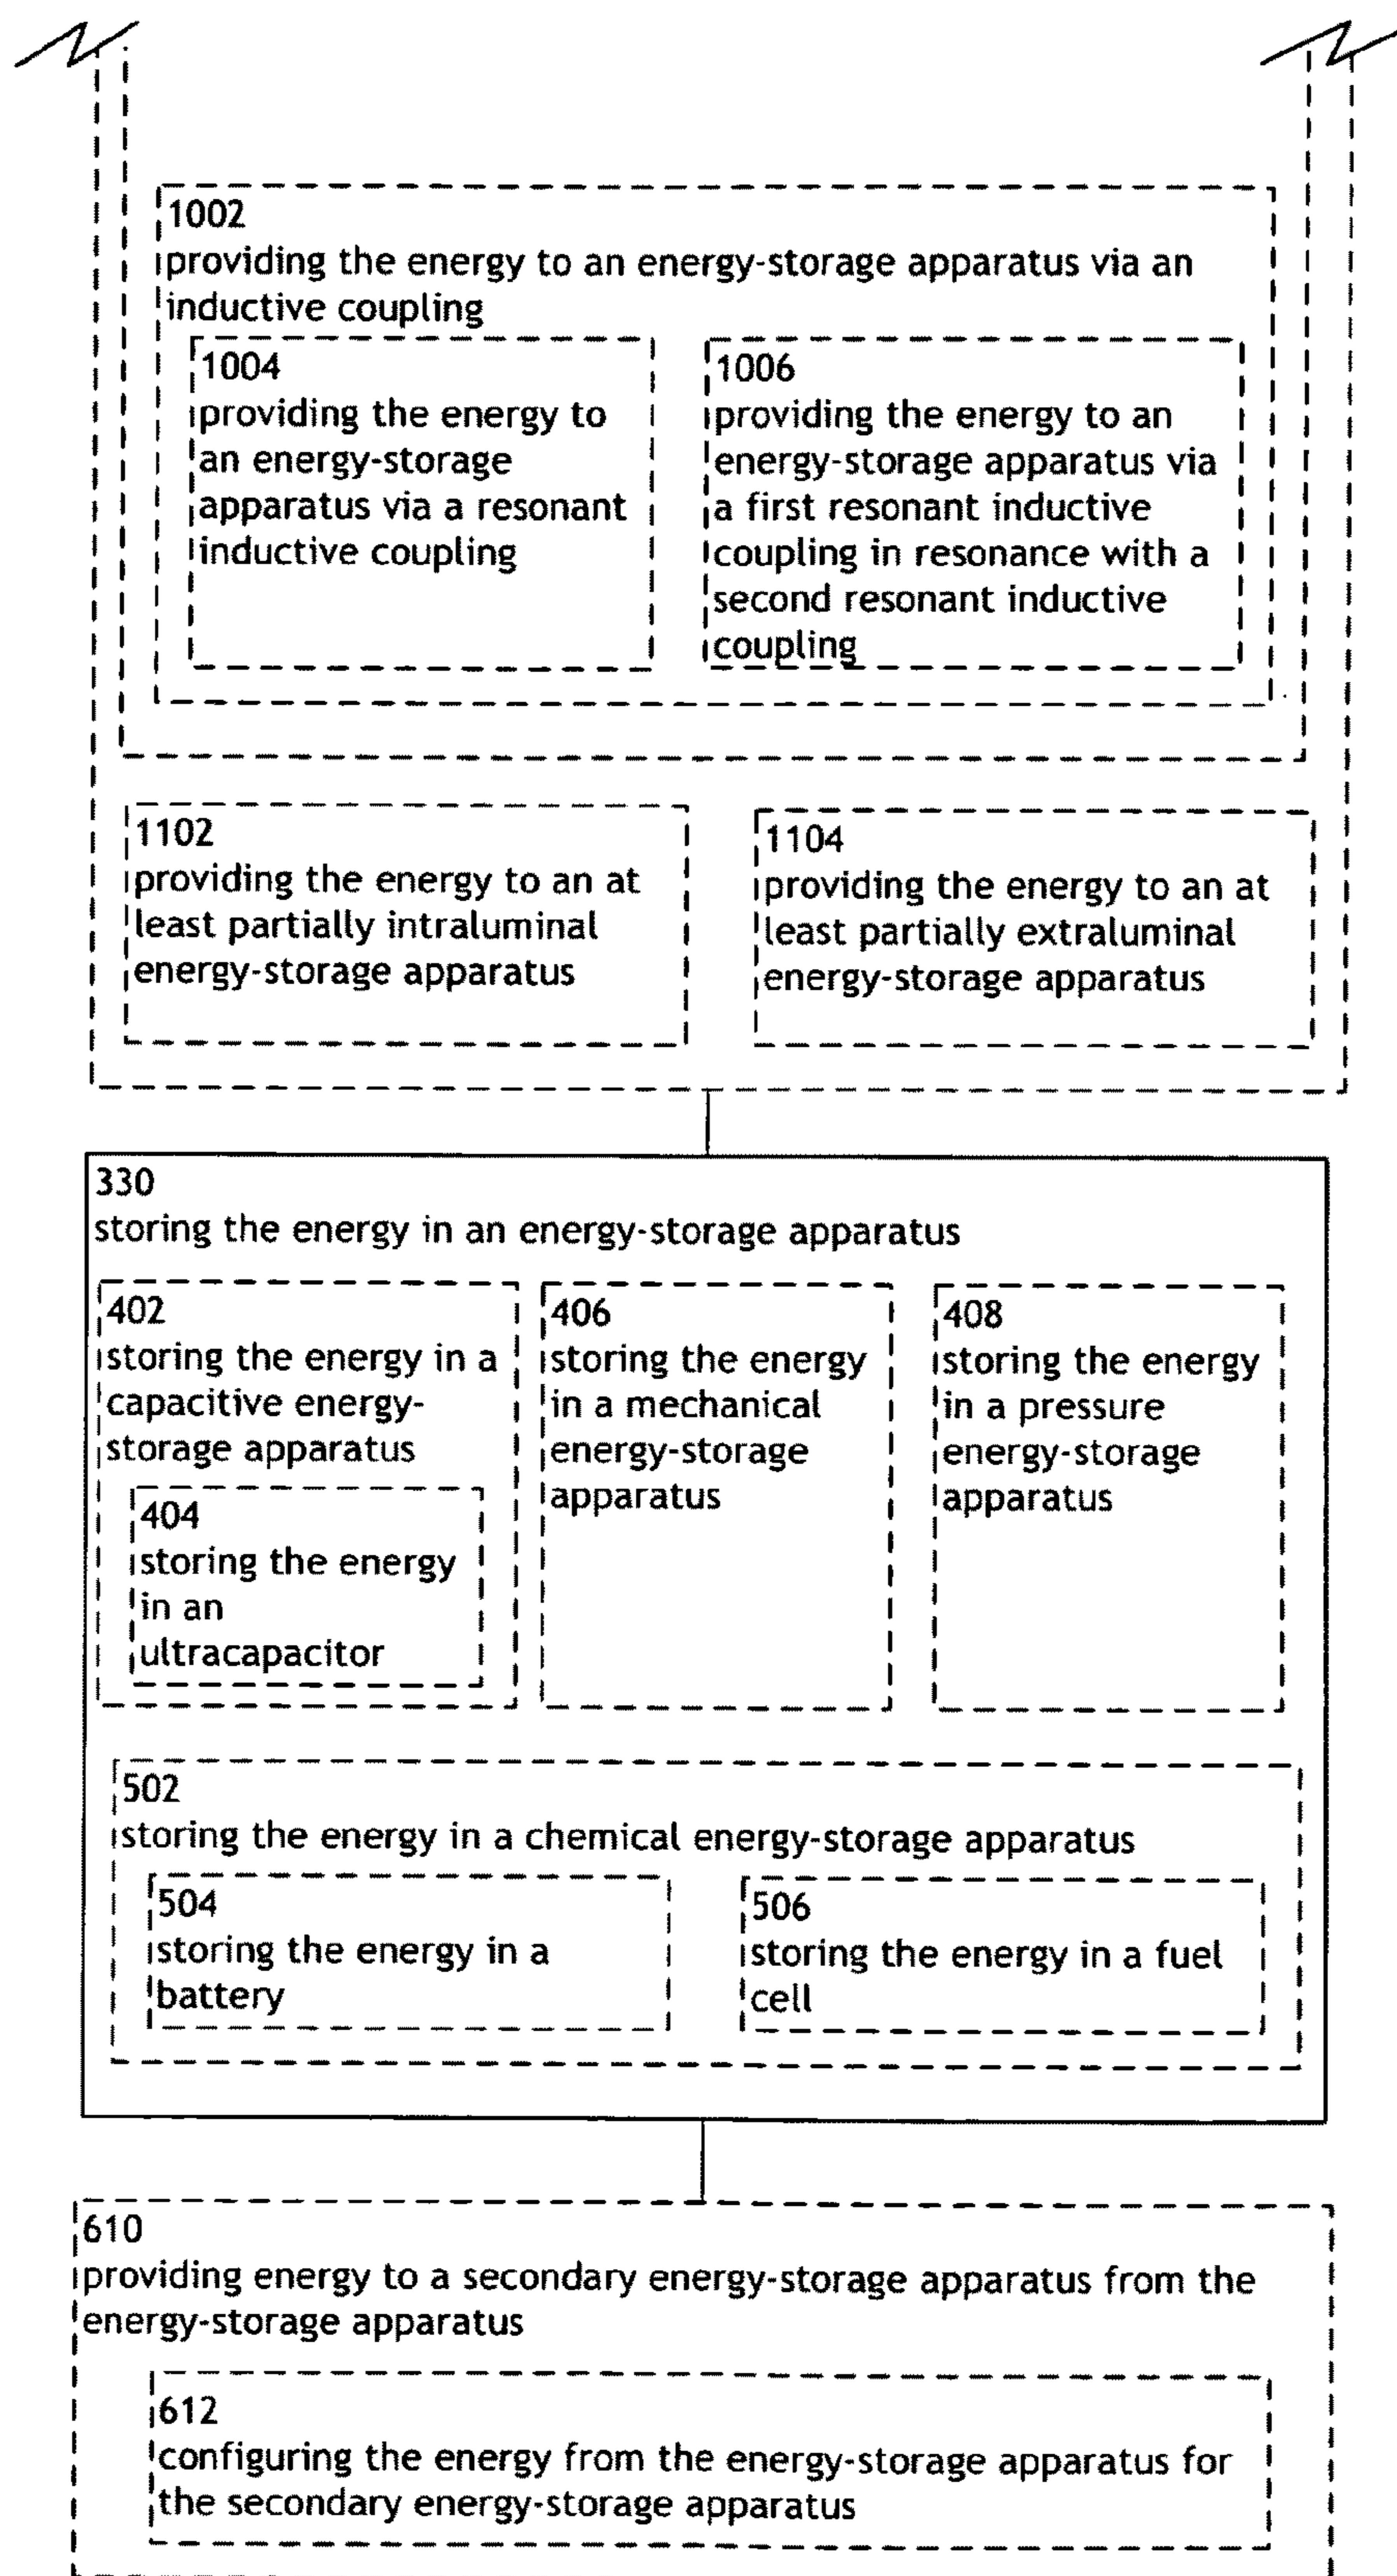 1002
providing the energy to an energy-storage apparatus via an
inductive coupling
1004
providing the energy to
an energy-storage
apparatus via a resonant
inductive coupling
1006
providing the energy to an
energy-storage apparatus via
a first resonant inductive
coupling in resonance with a
second resonant inductive
coupling
1102
providing the energy to an at
least partially intraluminal
energy-storage apparatus
1104
providing the energy to an at
least partially extraluminal
energy-storage apparatus
330
storing the energy in an energy-storage apparatus
402
storing the energy in a
capacitive energy-
storage apparatus
404
storing the energy
in an
ultracapacitor
406
storing the energy
in a mechanical
energy-storage
apparatus
408
storing the energy
in a pressure
energy-storage
apparatus
502
storing the energy in a chemical energy-storage apparatus
504
storing the energy in a
battery
506
storing the energy in a fuel
cell
610
providing energy to a secondary energy-storage apparatus from the
energy-storage apparatus
612
configuring the energy from the energy-storage apparatus for
the secondary energy-storage apparatus